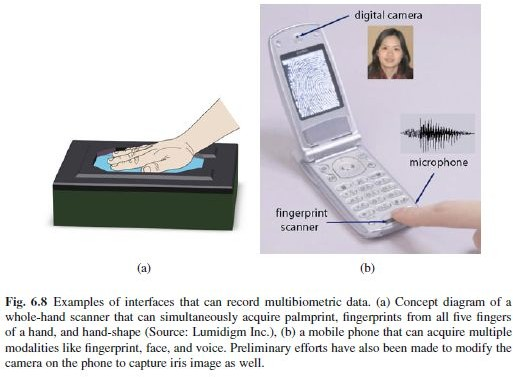 digital camera
microphone
fingerprint
scanner
(a)
(b)
Fig. 6.8 Examples of interfaces that can record multibiometric data. (a) Concept diagram of a
whole-hand scanner that can simultaneously acquire palmprint, fingerprints from all five fingers
of a hand, and hand-shape (Source: Lumidigm Inc.), (b) a mobile phone that can acquire multiple
modalities like fingerprint, face, and voice. Preliminary efforts have also been made to modify the
camera on the phone to capture iris image as well.